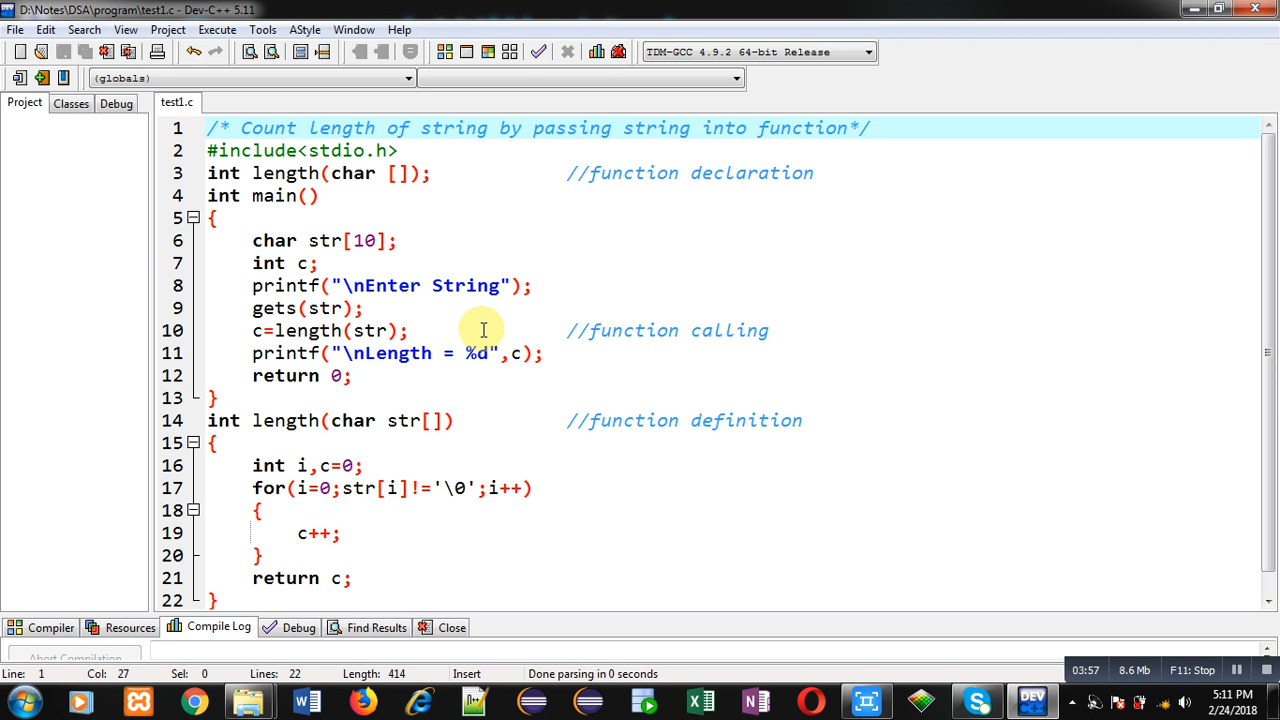 D:\Notes\DSA\program\test1.c - Dev-C++ 5.11
File Edit Search View Project Execute Tools AStyle Window Help
TDM-GCC 4.9.2 64-bit Release
(globals)
Project Classes Debug test1.c
1 /* Count length of string by passing string into function*/
2 #include<stdio.h>
3 int length(char []); //function declaration
4 int main()
5 {
6 char str[10];
7 int c;
8 printf("\nEnter String");
9 gets(str);
10 c=length(str); //function calling
11 printf("\nLength = %d",c);
12 return 0;
13 }
14 int length(char str[]) //function definition
15 {
16 int i,c=0;
17 for(i=0;str[i]!='\0';i++)
18 {
19 c++;
20 }
21 return c;
22 }
Compiler Resources Compile Log Debug Find Results Close
Abort Compilation
Line: 1 Col: 27 Sel: 0 Lines: 22 Length: 414 Insert Done parsing in 0 seconds
03:57 8.6 Mb F11: Stop
DEV
5:11 PM
2/24/2018